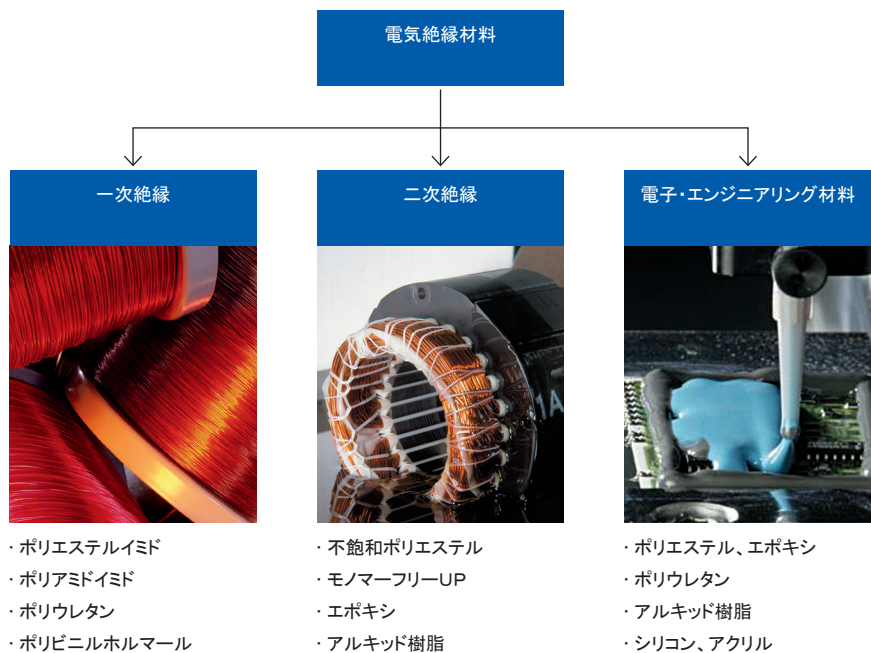 電気絶縁材料
一次絶縁
二次絶縁
電子・エンジニアリング材料
1A
・ポリエステルイミド
・ポリアミドイミド
・ポリウレタン
・ポリビニルホルマール
・不飽和ポリエステル
・モノマーフリーUP
・エポキシ
・アルキッド樹脂
・ポリエステル、エポキシ
・ポリウレタン
・アルキッド樹脂
・シリコン、アクリル